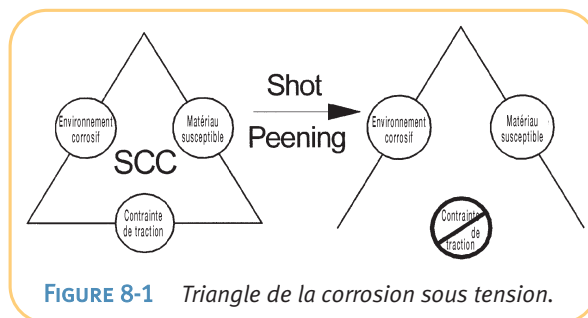 Environnement
corrosif
Matériau
susceptible
SCC
Contrainte
de traction
Shot
Peening
Environnement
corrosif
Matériau
susceptible
Contrainte
de
traction
FIGURE 8-1 Triangle de la corrosion sous tension.